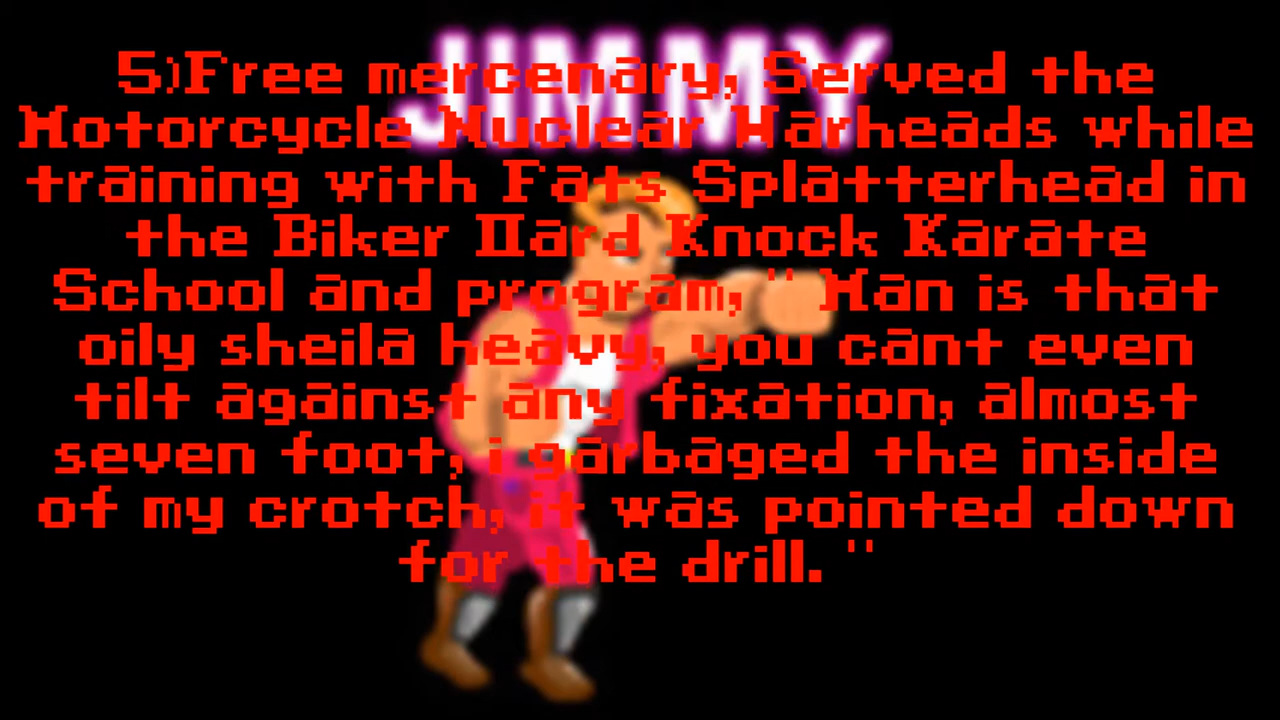 JIMMY
5)Free mercenary, Served the
Motorcycle Nuclear Warheads while
training with Fats Splatterhead in
the Biker Hard Knock Karate
School and program, " Man is that
oily sheila heavy, you cant even
tilt against any fixation, almost
seven foot, i garbaged the inside
of my crotch, it was pointed down
for the drill. "